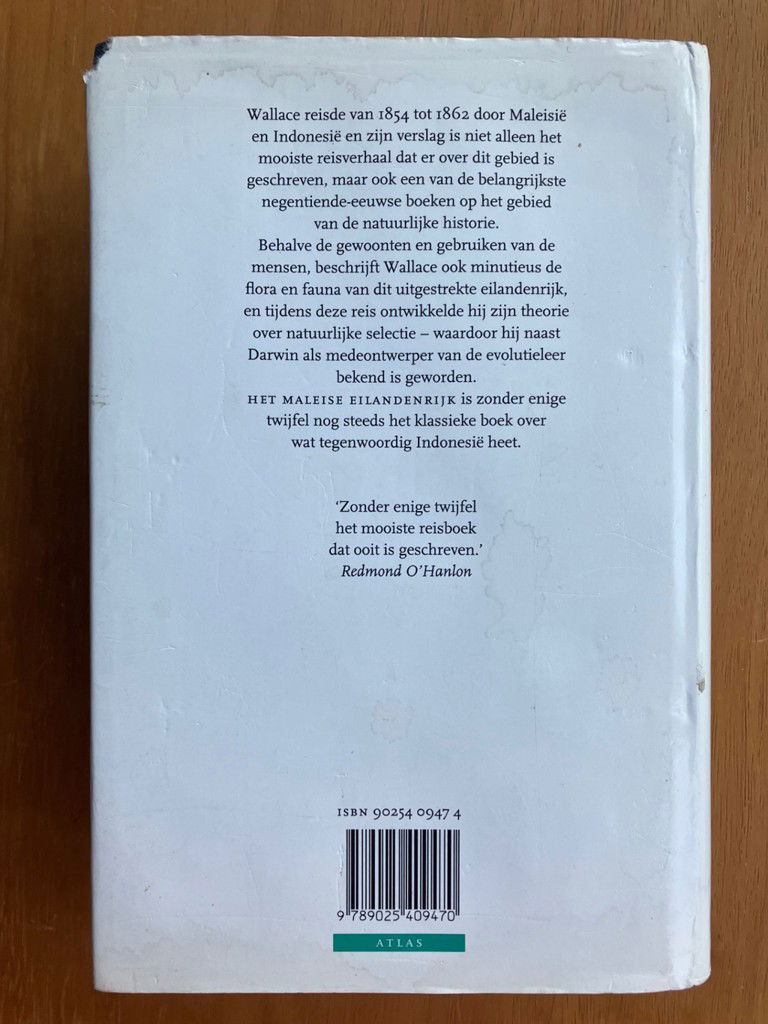 Wallace reisde van 1854 tot 1862 door Maleisië
en Indonesië en zijn verslag is niet alleen het
mooiste reisverhaal dat er over dit gebied is
geschreven, maar ook een van de belangrijkste
negentiende-eeuwse boeken op het gebied
van de natuurlijke historie.
Behalve de gewoonten en gebruiken van de
mensen, beschrijft Wallace ook minutieus de
flora en fauna van dit uitgestrekte eilandenrijk,
en tijdens deze reis ontwikkelde hij zijn theorie
over natuurlijke selectie – waardoor hij naast
Darwin als medeontwerper van de evolutieleer
bekend is geworden.
HET MALEISE EILANDENRIJK is zonder enige
twijfel nog steeds het klassieke boek over
wat tegenwoordig Indonesië heet.
‘Zonder enige twijfel
het mooiste reisboek
dat ooit is geschreven.’
Redmond O’Hanlon
ISBN 90254 0947 4
9 789025 409470
ATLAS